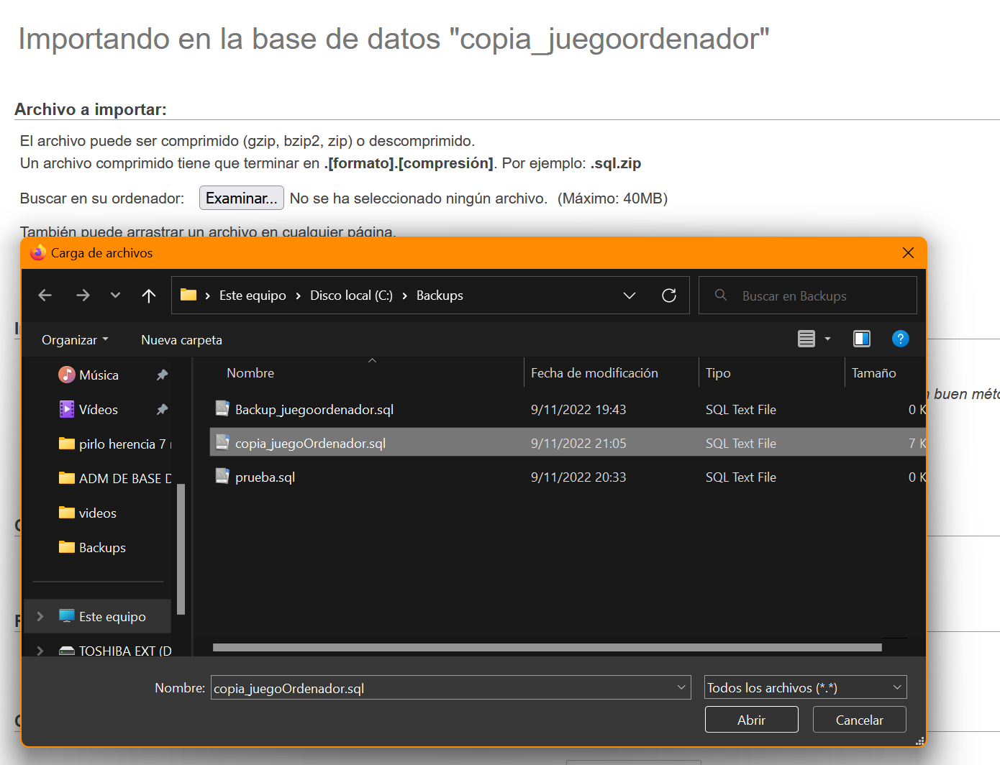 Importando en la base de datos "copia_juegoordenador"
Archivo a importar:
El archivo puede ser comprimido (gzip, bzip2, zip) o descomprimido.
Un archivo comprimido tiene que terminar en .[formato].[compresión]. Por ejemplo: .sql.zip
Buscar en su ordenador: Examinar... No se ha seleccionado ningún archivo. (Máximo: 40MB)
También puede arrastrar un archivo en cualquier página.
Carga de archivos
Este equipo > Disco local (C:) > Backups
Buscar en Backups
Organizar Nueva carpeta
Nombre Fecha de modificación Tipo Tamaño
Música
Vídeos
pirlo herencia 7
ADM DE BASE D
videos
Backups
Este equipo
TOSHIBA EXT (D
Backup_juegoordenador.sql 9/11/2022 19:43 SQL Text File 0 K
copia_juegoOrdenador.sql 9/11/2022 21:05 SQL Text File 7 K
prueba.sql 9/11/2022 20:33 SQL Text File 0 K
buen méto
Nombre: copia_juegoOrdenador.sql Todos los archivos (*.*)
Abrir Cancelar